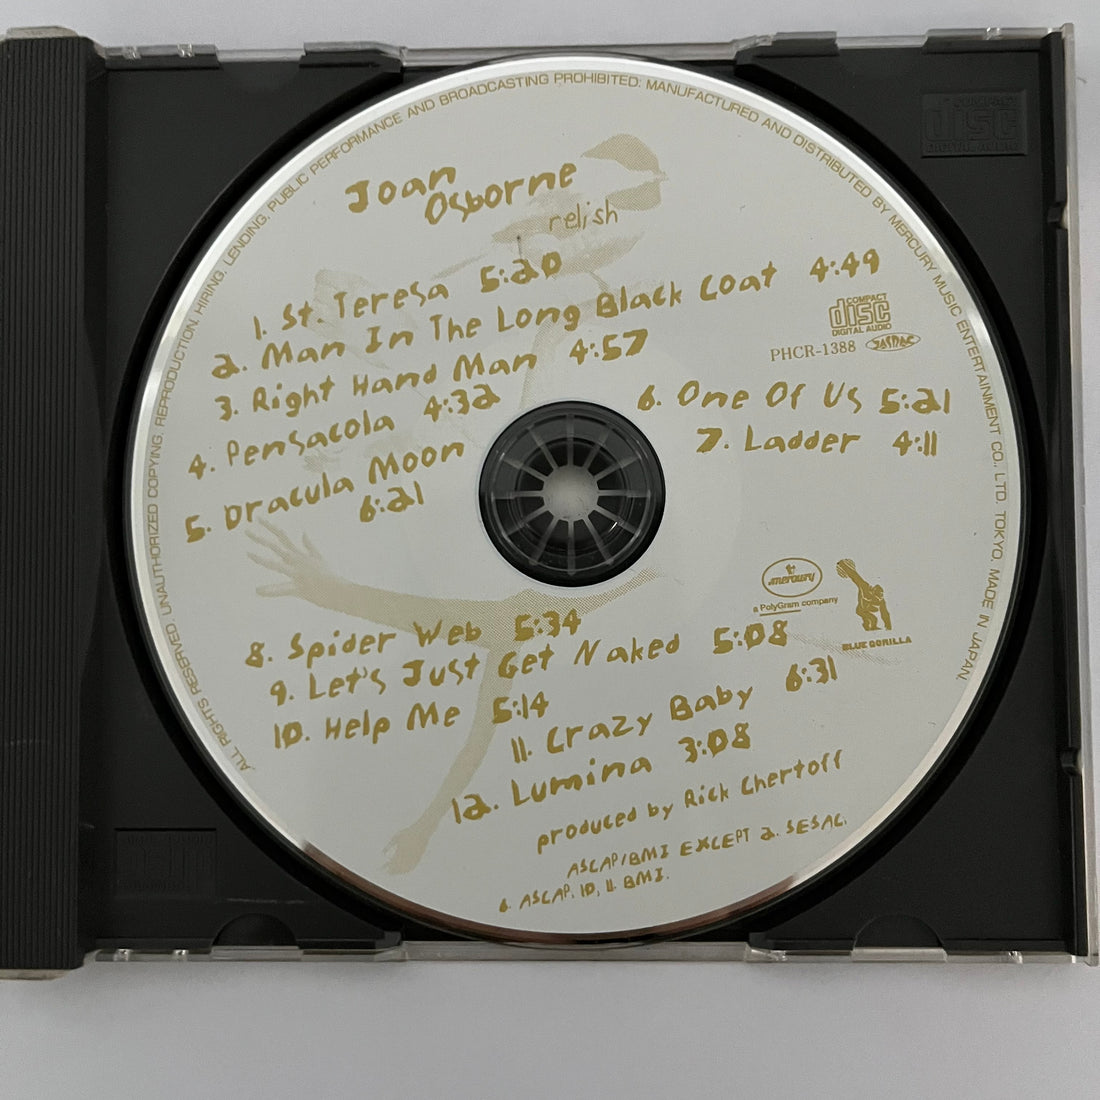 ALL RIGHTS RESERVED. UNAUTHORIZED COPYING, REPRODUCTION, HIRING, LENDING, PUBLIC PERFORMANCE AND BROADCASTING PROHIBITED. MANUFACTURED AND DISTRIBUTED BY MERCURY MUSIC ENTERTAINMENT CO., LTD. TOKYO. MADE IN JAPAN.
COMPACT
disc
DIGITAL AUDIO
Joan
Osborne
relish
1. St. Teresa 5:20
2. Man In The Long Black Coat 4:49
3. Right Hand Man 4:57
4. Pensacola 4:32
5. Dracula Moon
6:21
COMPACT
disc
DIGITAL AUDIO
PHCR-1388 JASRAC
6. One Of Us 5:21
7. Ladder 4:11
mercury
a PolyGram company
BLUE GORILLA
8. Spider Web 5:34
9. Let's Just Get Naked 5:08
10. Help Me 5:14
11. Crazy Baby 6:31
12. Lumina 3:08
produced by Rick Chertoff
ASCAP/BMI EXCEPT 2. SESAC;
6. ASCAP. 10, 11. BMI.